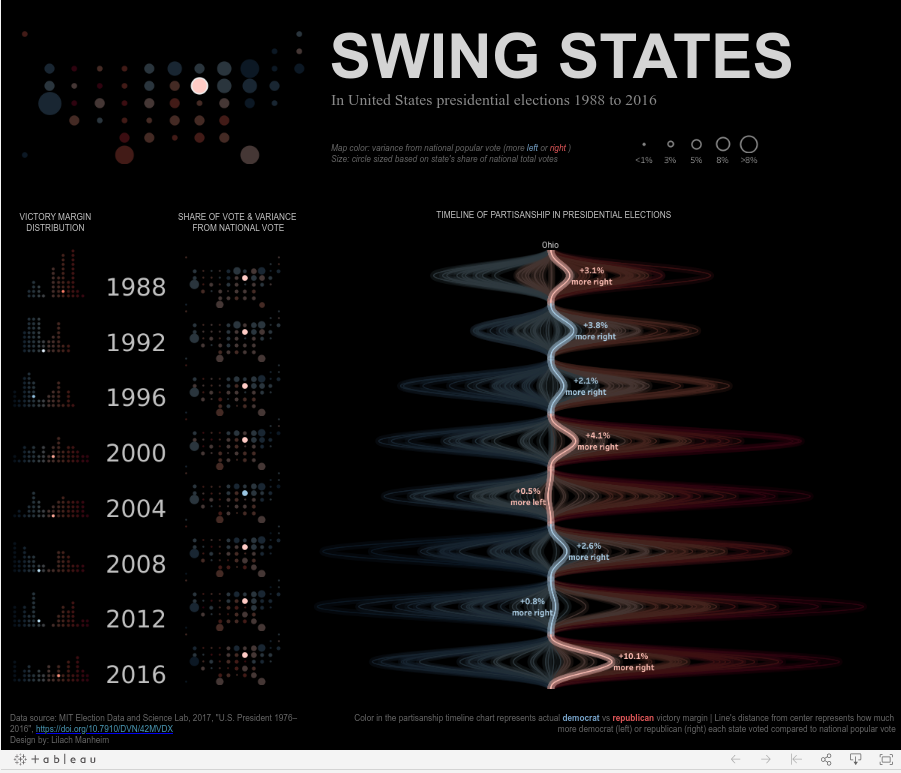 SWING STATES
In United States presidential elections 1988 to 2016
Map color: variance from national popular vote (more left or right )
Size: circle sized based on state's share of national total votes
<1% 3% 5% 8% >8%
VICTORY MARGIN
DISTRIBUTION
SHARE OF VOTE & VARIANCE
FROM NATIONAL VOTE
TIMELINE OF PARTISANSHIP IN PRESIDENTIAL ELECTIONS
Ohio
1988
+3.1%
more right
1992
+3.8%
more right
1996
+2.1%
more right
2000
+4.1%
more right
2004
+0.5%
more left
2008
+2.6%
more right
2012
+0.8%
more right
2016
+10.1%
more right
Data source: MIT Election Data and Science Lab, 2017, "U.S. President 1976–
2016", https://doi.org/10.7910/DVN/42MVDX
Design by: Lilach Manheim
Color in the partisanship timeline chart represents actual democrat vs republican victory margin | Line's distance from center represents how much
more democrat (left) or republican (right) each state voted compared to national popular vote
+ableau